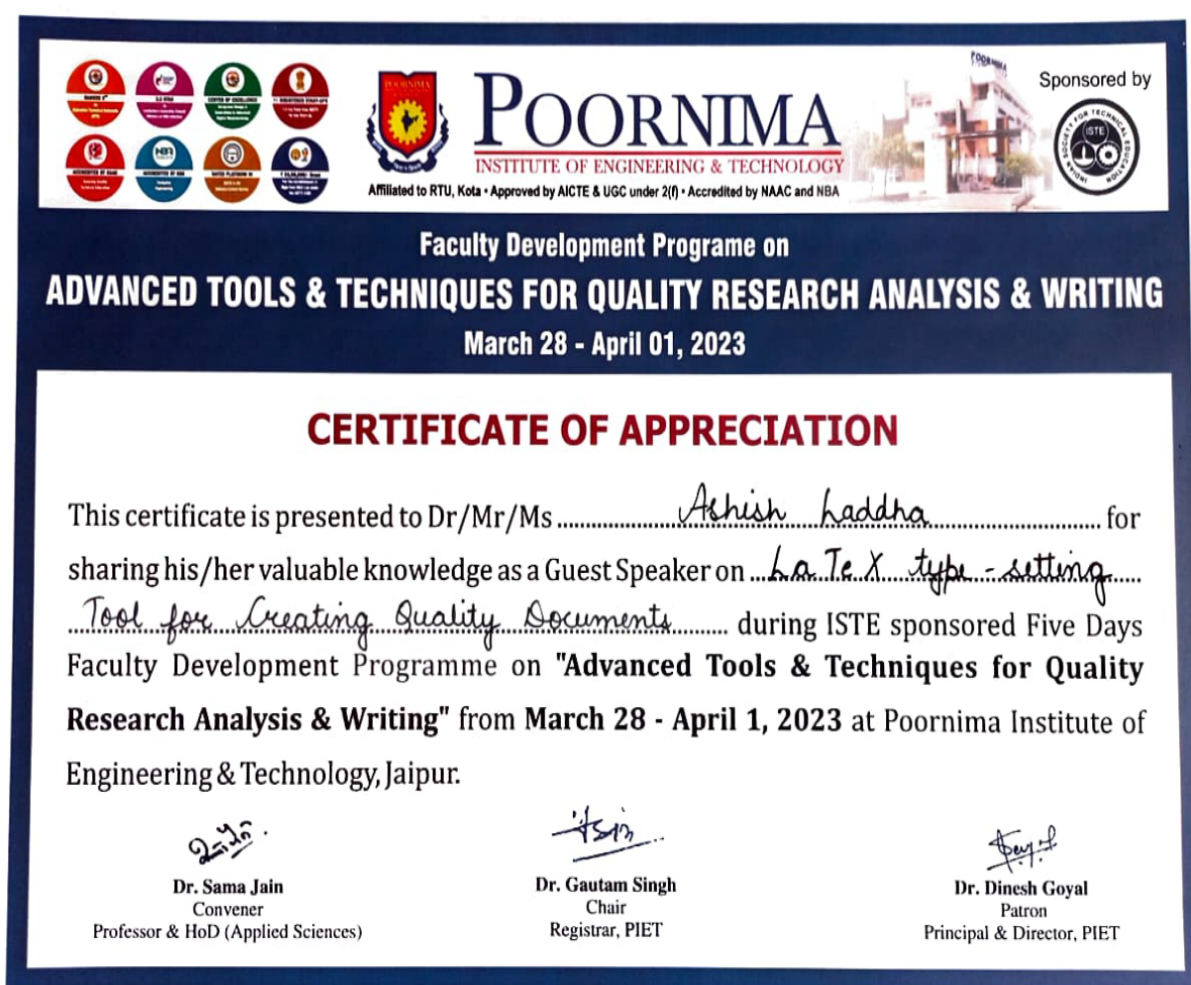 POORNIMA
INSTITUTE OF ENGINEERING & TECHNOLOGY
Affiliated to RTU, Kota • Approved by AICTE & UGC under 2(f) • Accredited by NAAC and NBA
POORNIMA
Sponsored by
INDIAN SOCIETY FOR TECHNICAL EDUCATION
ISTE
Faculty Development Programe on
ADVANCED TOOLS & TECHNIQUES FOR QUALITY RESEARCH ANALYSIS & WRITING
March 28 - April 01, 2023
CERTIFICATE OF APPRECIATION
This certificate is presented to Dr/Mr/Ms Ashish Laddha for
sharing his/her valuable knowledge as a Guest Speaker on LaTeX type-setting
Tool for Creating Quality Documents during ISTE sponsored Five Days
Faculty Development Programme on "Advanced Tools & Techniques for Quality
Research Analysis & Writing" from March 28 - April 1, 2023 at Poornima Institute of
Engineering & Technology, Jaipur.
Dr. Sama Jain
Convener
Professor & HoD (Applied Sciences)
Dr. Gautam Singh
Chair
Registrar, PIET
Dr. Dinesh Goyal
Patron
Principal & Director, PIET